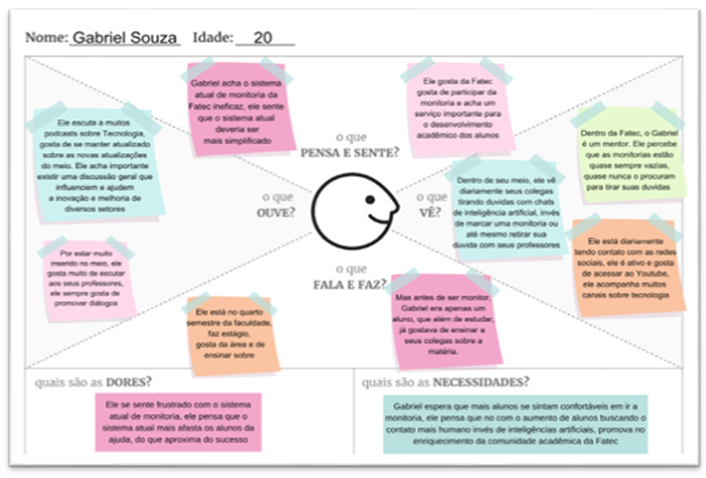 Nome: Gabriel Souza Idade: 20
Gabriel acha o sistema
atual de monitoria da
Fatec ineficaz, ele sente
que o sistema atual
deveria ser
mais simplificado
Ele gosta da Fatec
gosta de participar da
monitoria e acha um
serviço importante para
o desenvolvimento
acadêmico dos alunos
o que
PENSA E SENTE?
Ele escuta a muitos
podcasts sobre Tecnologia,
gosta de se manter atualizado
sobre as novas atualizações
do meio. Ele acha importante
existir uma discussão geral que
influenciem e ajudem
a inovação e melhoria de
diversos setores
Por estar muito
inserido no meio, ele
gosta muito de escutar
aos seus professores,
ele sempre gosta de
promover diálogos
o que
OUVE?
o que
VÊ?
Dentro de seu meio, ele vê
diariamente seus colegas
tirando duvidas com chats
de inteligência artificial, invés
de marcar uma monitoria ou
até mesmo retirar sua
duvida com seus professores
Dentro da Fatec, o Gabriel
é um mentor. Ele percebe
que as monitorias estão
quase sempre vazias,
quase nunca o procuram
para tirar suas duvidas
Ele está diariamente
tendo contato com as redes
sociais, ele é ativo e gosta
de acessar ao Youtube,
ele acompanha muitos
canais sobre tecnologia
o que
FALA E FAZ?
Ele está no quarto
semestre da faculdade,
faz estágio,
gosta da área e de
ensinar sobre
Mas antes de ser monitor,
Gabriel era apenas um
aluno, que além de estudar,
já gostava de ensinar a
seus colegas sobre a
matéria.
quais são as DORES?
Ele se sente frustrado com o sistema
atual de monitoria, ele pensa que o
sistema atual mais afasta os alunos da
ajuda, do que aproxima do sucesso
quais são as NECESSIDADES?
Gabriel espera que mais alunos se sintam confortáveis em ir a
monitoria, ele pensa que no com o aumento de alunos buscando o
contato mais humano invés de inteligências artificiais, promova no
enriquecimento da comunidade acadêmica da Fatec